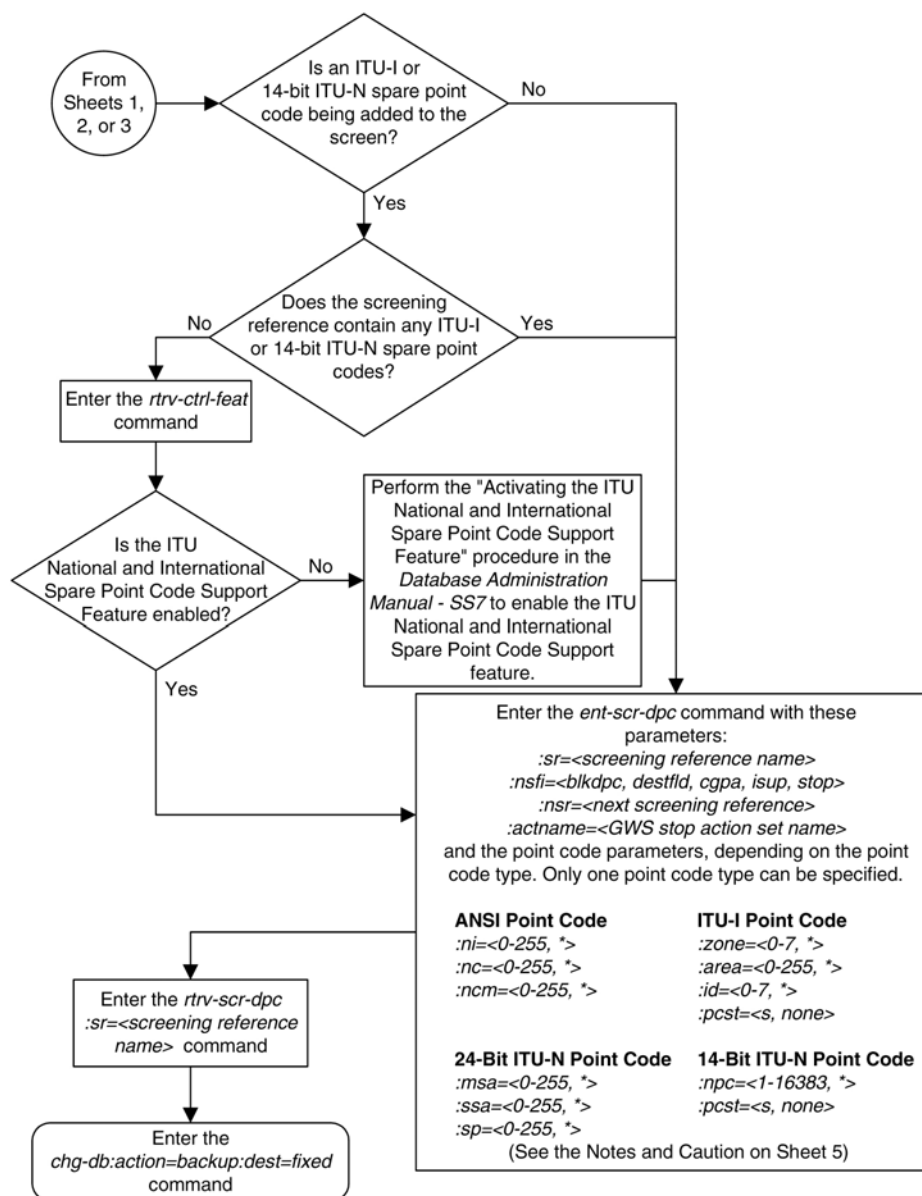 From
Sheets 1,
2, or 3
Is an ITU-I or
14-bit ITU-N spare point
code being added to the
screen?
No
Yes
Does the screening
reference contain any ITU-I
or 14-bit ITU-N spare point
codes?
No
Yes
Enter the rtrv-ctrl-feat
command
Is the ITU
National and International
Spare Point Code Support
Feature enabled?
No
Yes
Perform the "Activating the ITU
National and International
Spare Point Code Support
Feature" procedure in the
Database Administration
Manual - SS7 to enable the ITU
National and International
Spare Point Code Support
feature.
Enter the ent-scr-dpc command with these
parameters:
:sr=<screening reference name>
:nsfi=<blkdpc, destfld, cgpa, isup, stop>
:nsr=<next screening reference>
:actname=<GWS stop action set name>
and the point code parameters, depending on the point
code type. Only one point code type can be specified.
ANSI Point Code
:ni=<0-255, *>
:nc=<0-255, *>
:ncm=<0-255, *>
ITU-I Point Code
:zone=<0-7, *>
:area=<0-255, *>
:id=<0-7, *>
:pcst=<s, none>
24-Bit ITU-N Point Code
:msa=<0-255, *>
:ssa=<0-255, *>
:sp=<0-255, *>
14-Bit ITU-N Point Code
:npc=<1-16383, *>
:pcst=<s, none>
(See the Notes and Caution on Sheet 5)
Enter the rtrv-scr-dpc
:sr=<screening reference
name> command
Enter the
chg-db:action=backup:dest=fixed
command